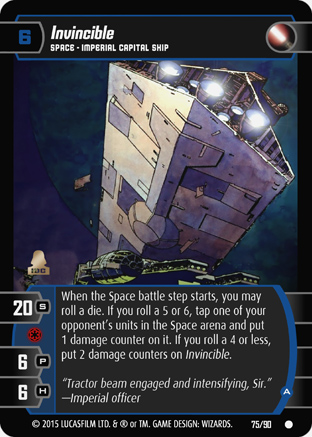 6
Invincible
SPACE • IMPERIAL CAPITAL SHIP
20 S
6 P
6 H
When the Space battle step starts, you may
roll a die. If you roll a 5 or 6, tap one of your
opponent's units in the Space arena and put
1 damage counter on it. If you roll a 4 or less,
put 2 damage counters on Invincible.
“Tractor beam engaged and intensifying, Sir.”
—Imperial officer
A
© 2015 LUCASFILM LTD. & ® or TM. GAME DESIGN: WIZARDS.
75/90